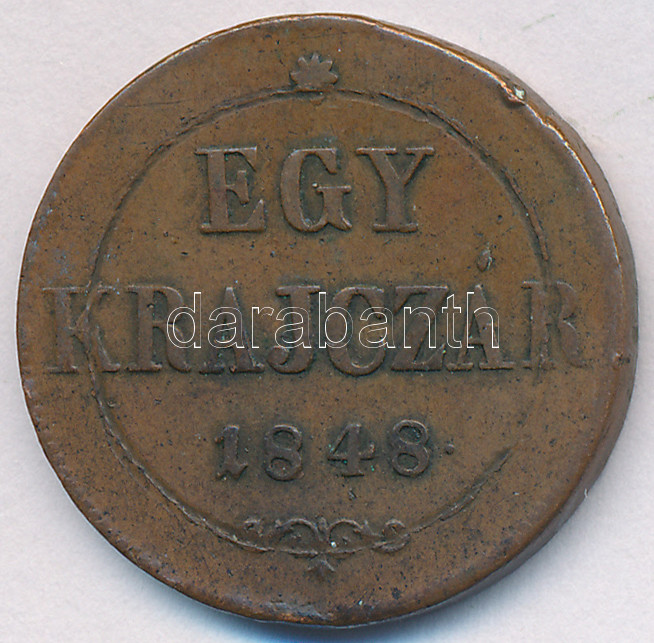 EGY
KRAJCZÁR
1848.
darabanth